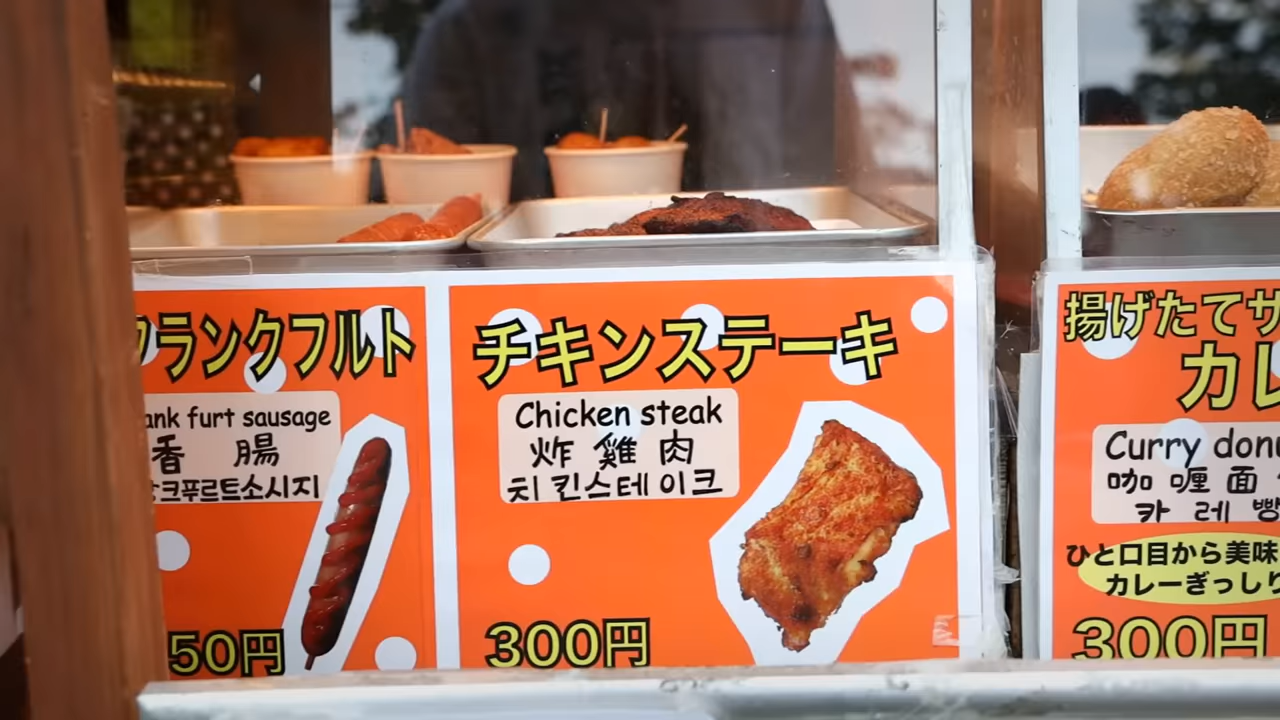 フランクフルト
ank furt sausage
香腸
크푸르트소시지
50円
チキンステーキ
Chicken steak
炸雞肉
치킨스테이크
300円
揚げたてサ
カレ
Curry donu
咖喱面
카레빵
ひと口目から美味
カレーぎっしり
300円